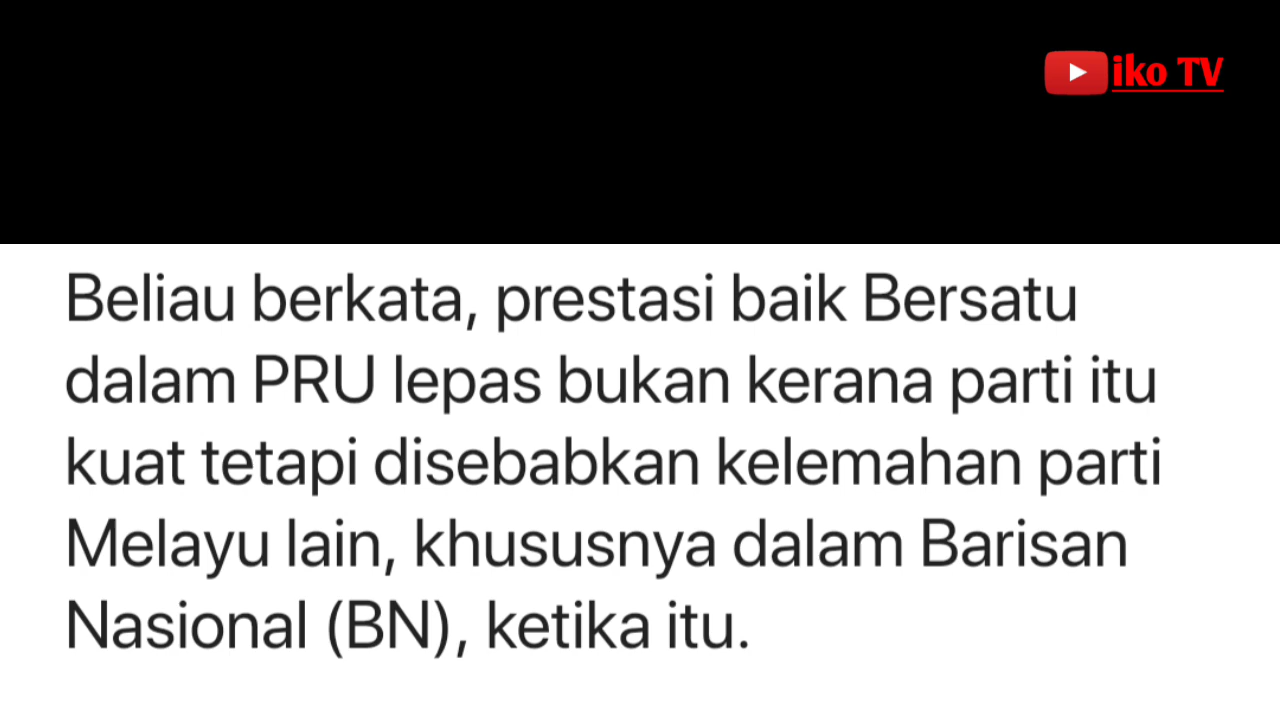 iko TV
Beliau berkata, prestasi baik Bersatu
dalam PRU lepas bukan kerana parti itu
kuat tetapi disebabkan kelemahan parti
Melayu lain, khususnya dalam Barisan
Nasional (BN), ketika itu.